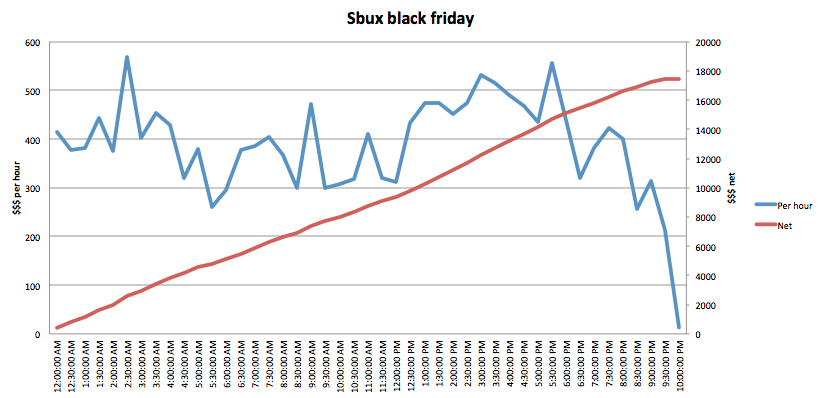 Sbux black friday
600
500
400
300
200
100
0
$$$ per hour
20000
18000
16000
14000
12000
10000
8000
6000
4000
2000
0
$$$ net
Per hour
Net
12:00:00 AM
12:30:00 AM
1:00:00 AM
1:30:00 AM
2:00:00 AM
2:30:00 AM
3:00:00 AM
3:30:00 AM
4:00:00 AM
4:30:00 AM
5:00:00 AM
5:30:00 AM
6:00:00 AM
6:30:00 AM
7:00:00 AM
7:30:00 AM
8:00:00 AM
8:30:00 AM
9:00:00 AM
9:30:00 AM
10:00:00 AM
10:30:00 AM
11:00:00 AM
11:30:00 AM
12:00:00 PM
12:30:00 PM
1:00:00 PM
1:30:00 PM
2:00:00 PM
2:30:00 PM
3:00:00 PM
3:30:00 PM
4:00:00 PM
4:30:00 PM
5:00:00 PM
5:30:00 PM
6:00:00 PM
6:30:00 PM
7:00:00 PM
7:30:00 PM
8:00:00 PM
8:30:00 PM
9:00:00 PM
9:30:00 PM
10:00:00 PM